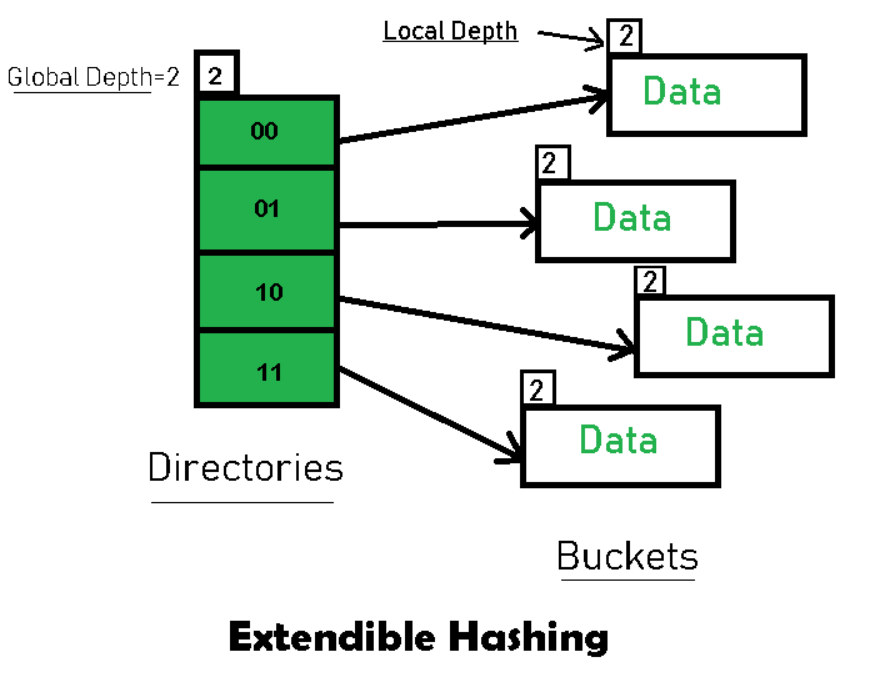 Local Depth
2
Global Depth=2
2
Data
00
2
01
Data
2
10
Data
11
2
Data
Directories
Buckets
Extendible Hashing